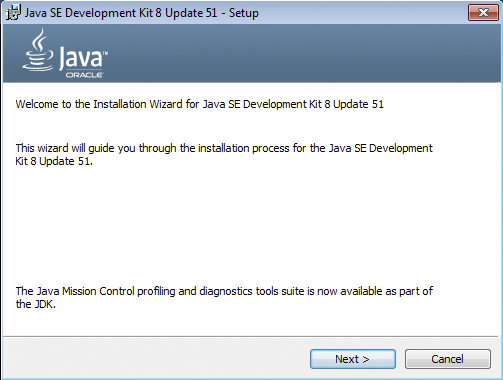 Java SE Development Kit 8 Update 51 - Setup
Java™
ORACLE
Welcome to the Installation Wizard for Java SE Development Kit 8 Update 51
This wizard will guide you through the installation process for the Java SE Development
Kit 8 Update 51.
The Java Mission Control profiling and diagnostics tools suite is now available as part of
the JDK.
Next > Cancel